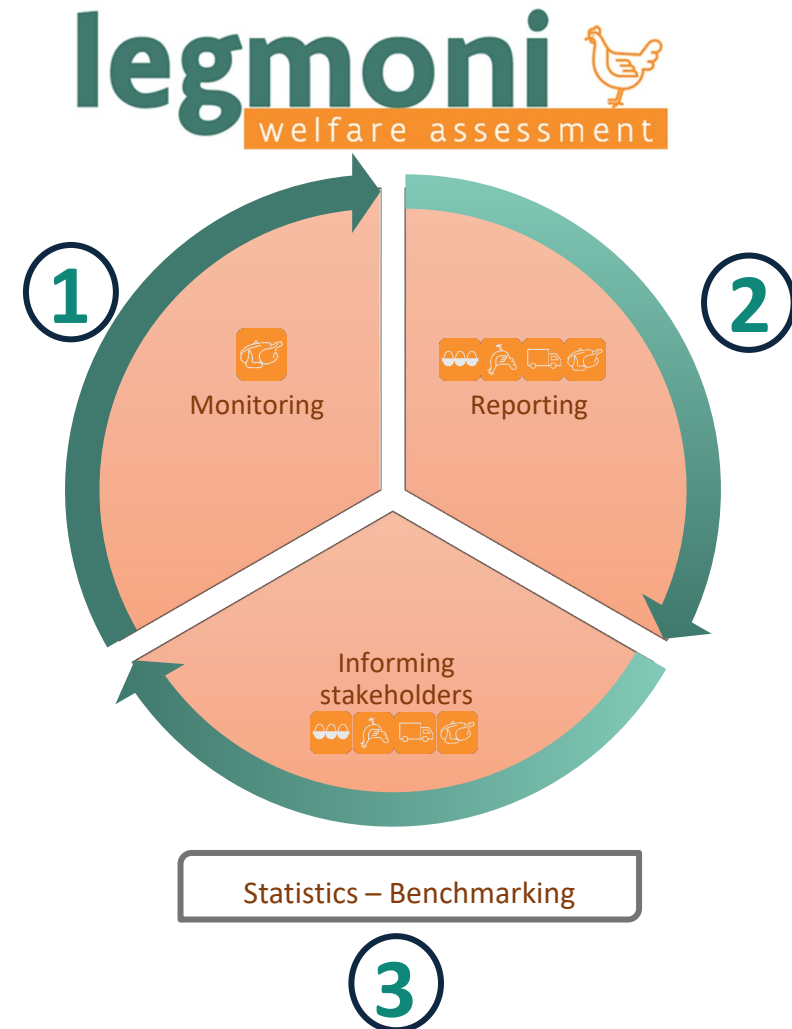 legmoni
welfare assessment
1
2
Monitoring
Reporting
Informing
stakeholders
Statistics – Benchmarking
3